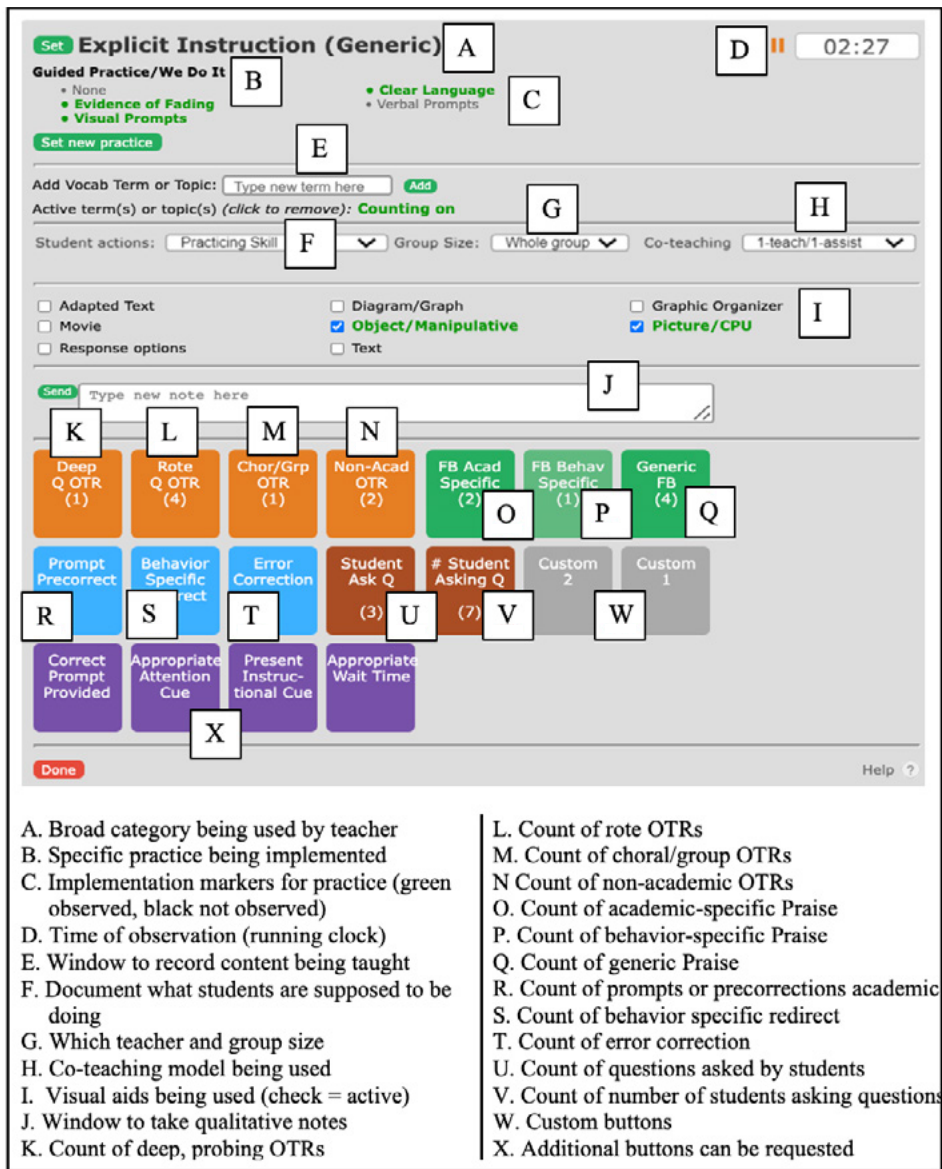 Set Explicit Instruction (Generic) A D 02:27
Guided Practice/We Do It B
• None • Clear Language C
• Evidence of Fading • Verbal Prompts
• Visual Prompts
Set new practice E
Add Vocab Term or Topic: Type new term here Add
Active term(s) or topic(s) (click to remove): Counting on G H
Student actions: Practicing Skill F Group Size: Whole group Co-teaching 1-teach/1-assist
Adapted Text Diagram/Graph Graphic Organizer I
Movie Object/Manipulative Picture/CPU
Response options Text
Send Type new note here J
K L M N
Deep Q OTR (1)
Rote Q OTR (4)
Chor/Grp OTR (1)
Non-Acad OTR (2)
FB Acad Specific (2) O
FB Behav Specific (1) P
Generic FB (4) Q
Prompt Precorrect R
Behavior Specific S rect
Error Correction T
Student Ask Q (3) U
# Student Asking Q (7) V
Custom 2 W
Custom 1
Correct Prompt Provided
Appropriate Attention Cue X
Present Instruc-tional Cue
Appropriate Wait Time
Done Help ?
A. Broad category being used by teacher
B. Specific practice being implemented
C. Implementation markers for practice (green
observed, black not observed)
D. Time of observation (running clock)
E. Window to record content being taught
F. Document what students are supposed to be
doing
G. Which teacher and group size
H. Co-teaching model being used
I. Visual aids being used (check = active)
J. Window to take qualitative notes
K. Count of deep, probing OTRs
L. Count of rote OTRs
M. Count of choral/group OTRs
N Count of non-academic OTRs
O. Count of academic-specific Praise
P. Count of behavior-specific Praise
Q. Count of generic Praise
R. Count of prompts or precorrections academic
S. Count of behavior specific redirect
T. Count of error correction
U. Count of questions asked by students
V. Count of number of students asking questions
W. Custom buttons
X. Additional buttons can be requested